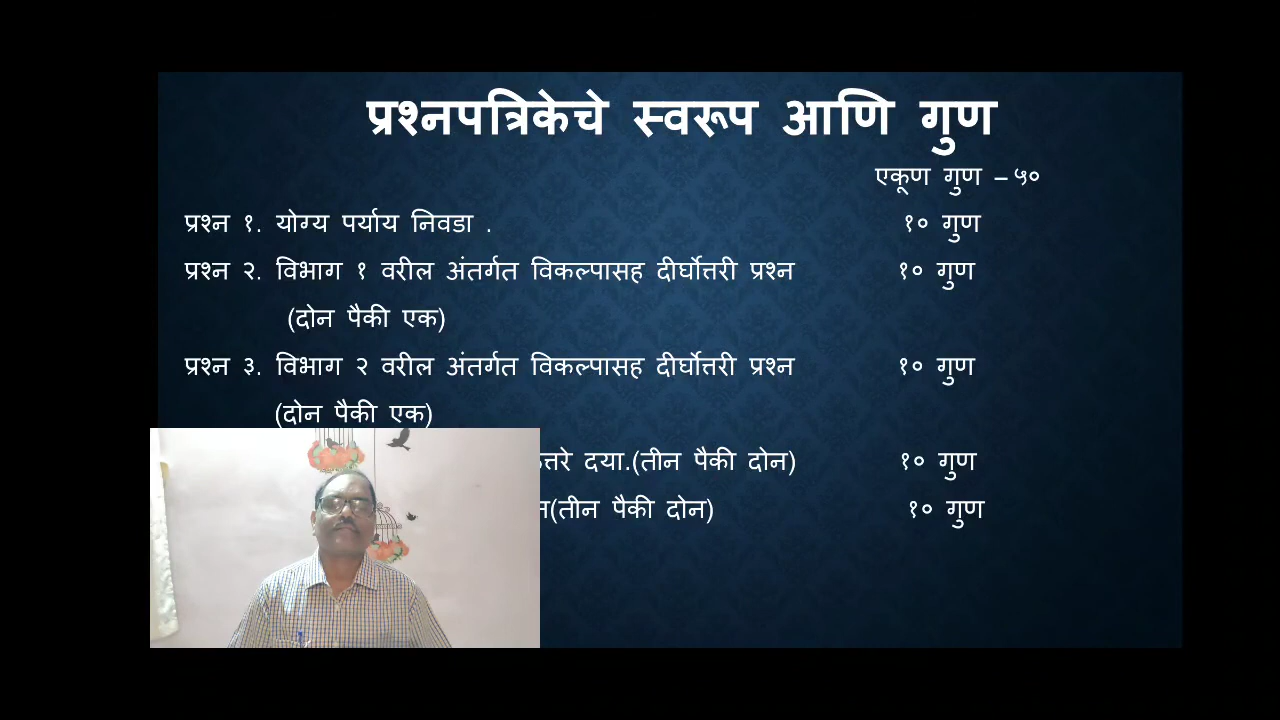 प्रश्नपत्रिकेचे स्वरूप आणि गुण
एकूण गुण – ५०
प्रश्न १. योग्य पर्याय निवडा . १० गुण
प्रश्न २. विभाग १ वरील अंतर्गत विकल्पासह दीर्घोत्तरी प्रश्न १० गुण
(दोन पैकी एक)
प्रश्न ३. विभाग २ वरील अंतर्गत विकल्पासह दीर्घोत्तरी प्रश्न १० गुण
(दोन पैकी एक)
दया.(तीन पैकी दोन) १० गुण
(तीन पैकी दोन) १० गुण